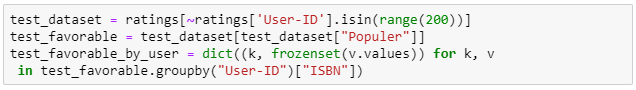 test_dataset = ratings[~ratings['User-ID'].isin(range(200))]
test_favorable = test_dataset[test_dataset["Populer"]]
test_favorable_by_user = dict((k, frozenset(v.values)) for k, v
 in test_favorable.groupby("User-ID")["ISBN"])